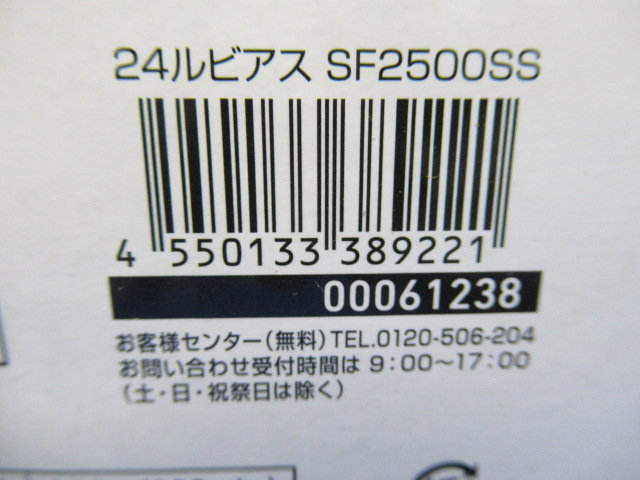 24ルビアス SF2500SS
4 550133 389221
00061238
お客様センター(無料)TEL.0120-506-204
お問い合わせ受付時間は 9:00〜17:00
(土・日・祝祭日は除く)